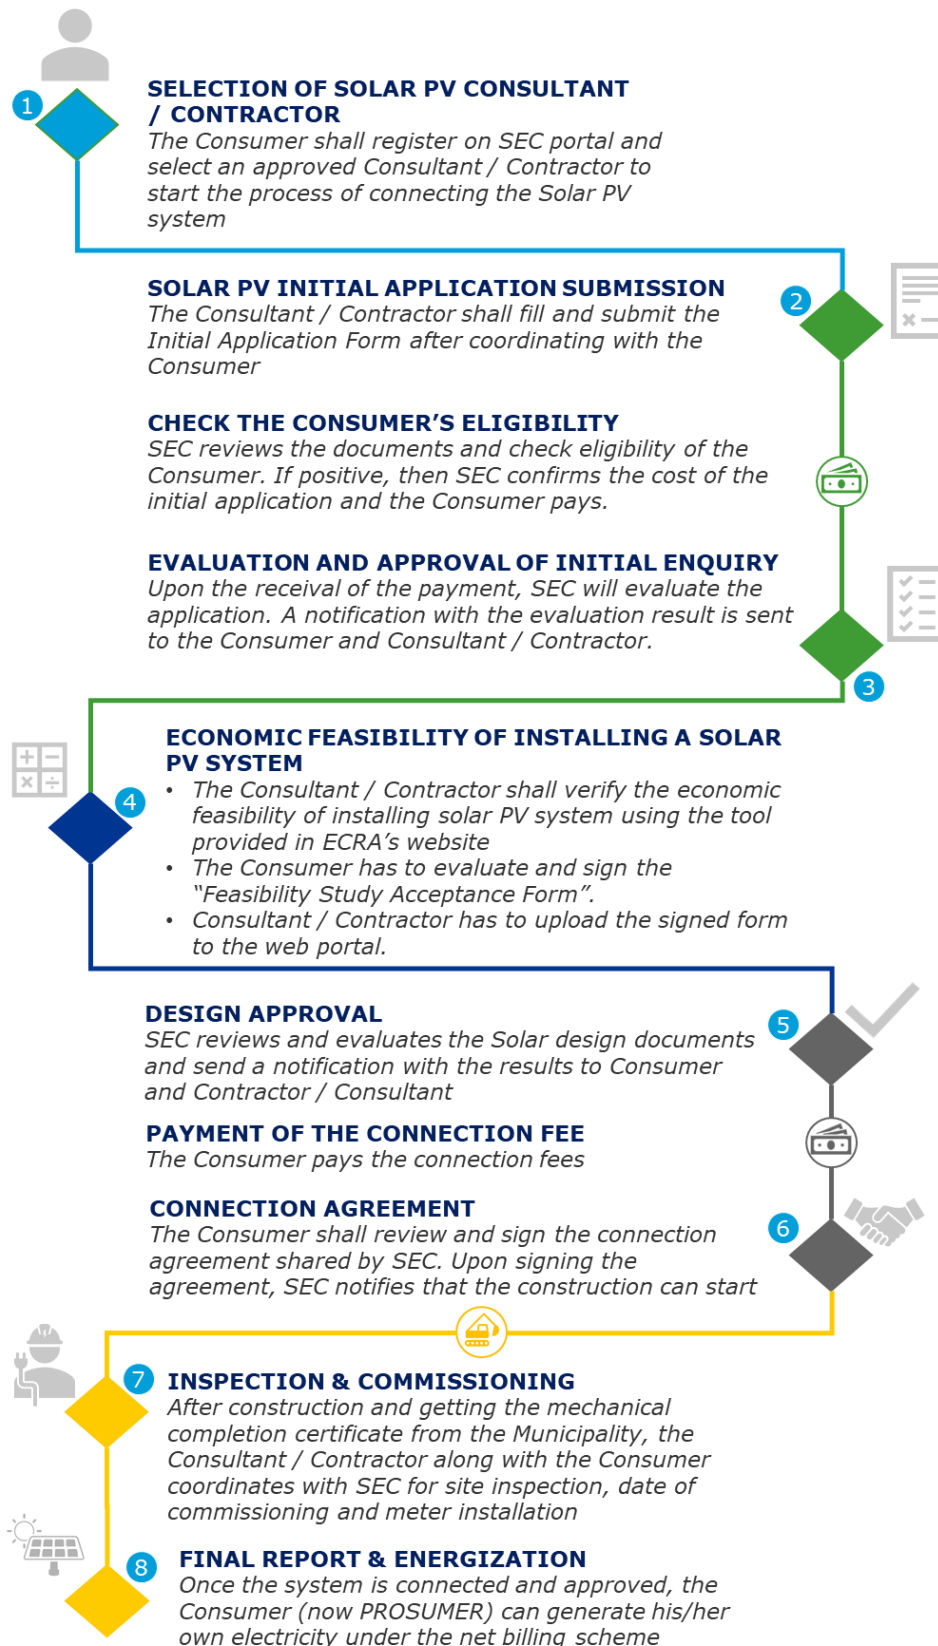 1
SELECTION OF SOLAR PV CONSULTANT
/ CONTRACTOR
The Consumer shall register on SEC portal and
select an approved Consultant / Contractor to
start the process of connecting the Solar PV
system
2
SOLAR PV INITIAL APPLICATION SUBMISSION
The Consultant / Contractor shall fill and submit the
Initial Application Form after coordinating with the
Consumer
CHECK THE CONSUMER’S ELIGIBILITY
SEC reviews the documents and check eligibility of the
Consumer. If positive, then SEC confirms the cost of the
initial application and the Consumer pays.
EVALUATION AND APPROVAL OF INITIAL ENQUIRY
Upon the receival of the payment, SEC will evaluate the
application. A notification with the evaluation result is sent
to the Consumer and Consultant / Contractor.
3
ECONOMIC FEASIBILITY OF INSTALLING A SOLAR
PV SYSTEM
4
• The Consultant / Contractor shall verify the economic
feasibility of installing solar PV system using the tool
provided in ECRA’s website
• The Consumer has to evaluate and sign the
“Feasibility Study Acceptance Form”.
• Consultant / Contractor has to upload the signed form
to the web portal.
DESIGN APPROVAL
5
SEC reviews and evaluates the Solar design documents
and send a notification with the results to Consumer
and Contractor / Consultant
PAYMENT OF THE CONNECTION FEE
The Consumer pays the connection fees
CONNECTION AGREEMENT
6
The Consumer shall review and sign the connection
agreement shared by SEC. Upon signing the
agreement, SEC notifies that the construction can start
7
INSPECTION & COMMISSIONING
After construction and getting the mechanical
completion certificate from the Municipality, the
Consultant / Contractor along with the Consumer
coordinates with SEC for site inspection, date of
commissioning and meter installation
8
FINAL REPORT & ENERGIZATION
Once the system is connected and approved, the
Consumer (now PROSUMER) can generate his/her
own electricity under the net billing scheme